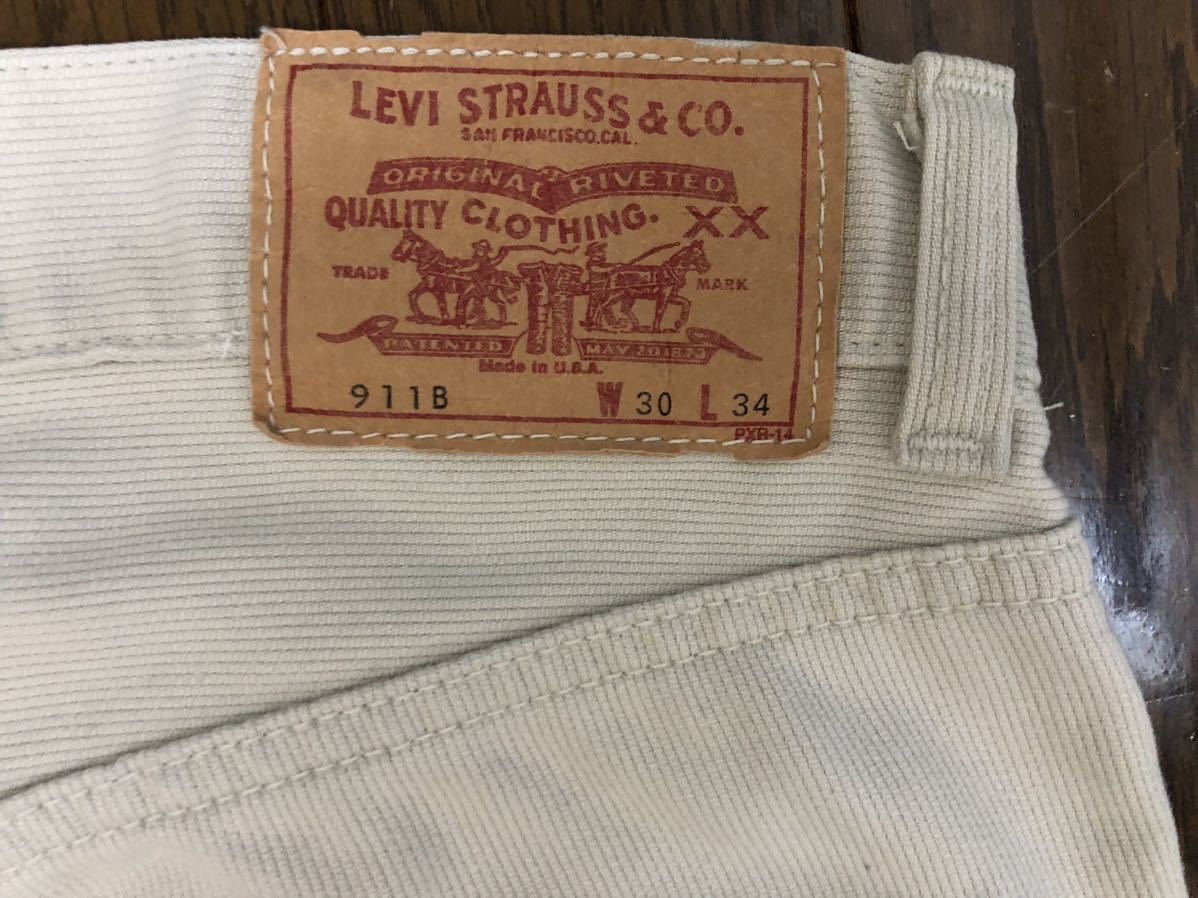 LEVI STRAUSS & CO.
SAN FRANCISCO, CAL.
ORIGINAL RIVETED
QUALITY CLOTHING. XX
TRADE MARK
PATENTED MAY 20 1873
Made in U.S.A.
911B W 30 L 34
PXB-14